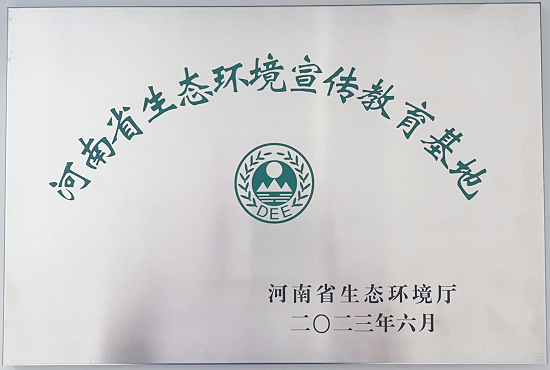 河南省生态环境宣传教育基地
DEE
河南省生态环境厅
二〇二三年六月